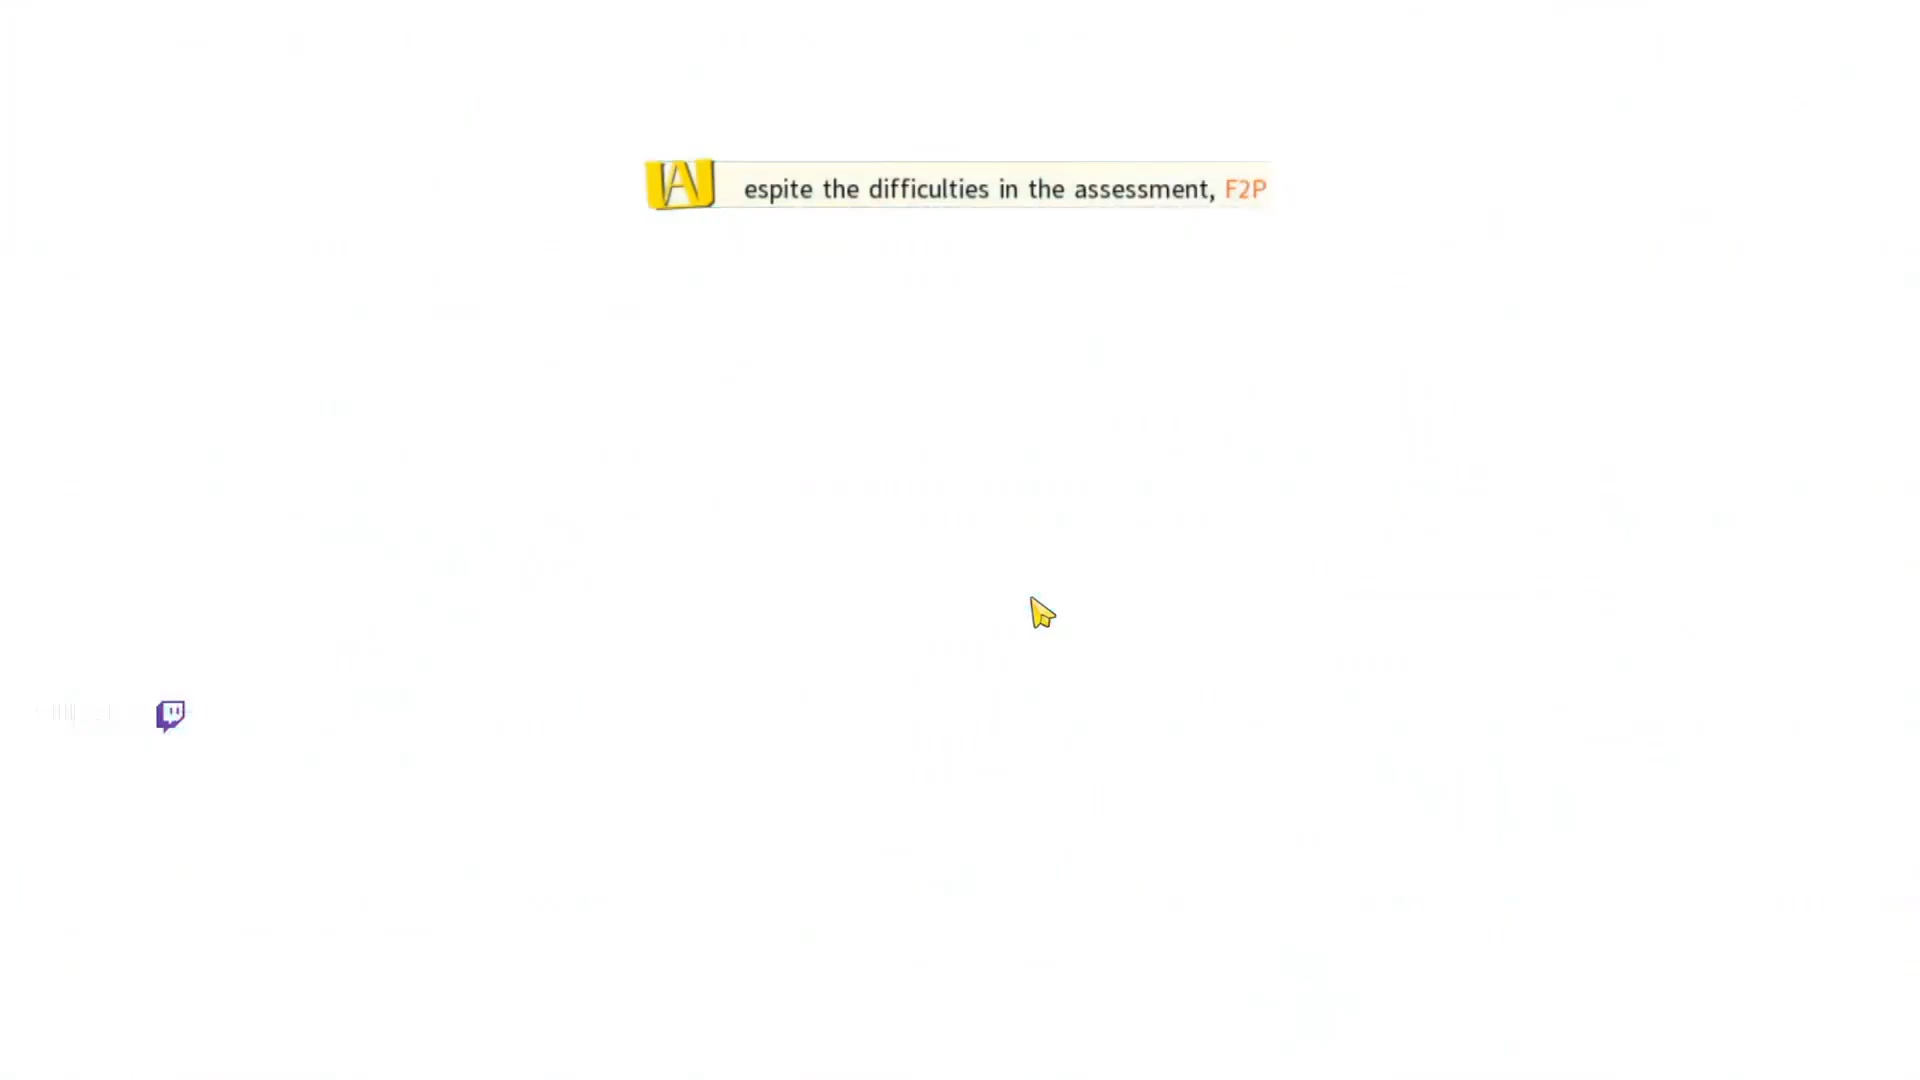 A espite the difficulties in the assessment, F2P